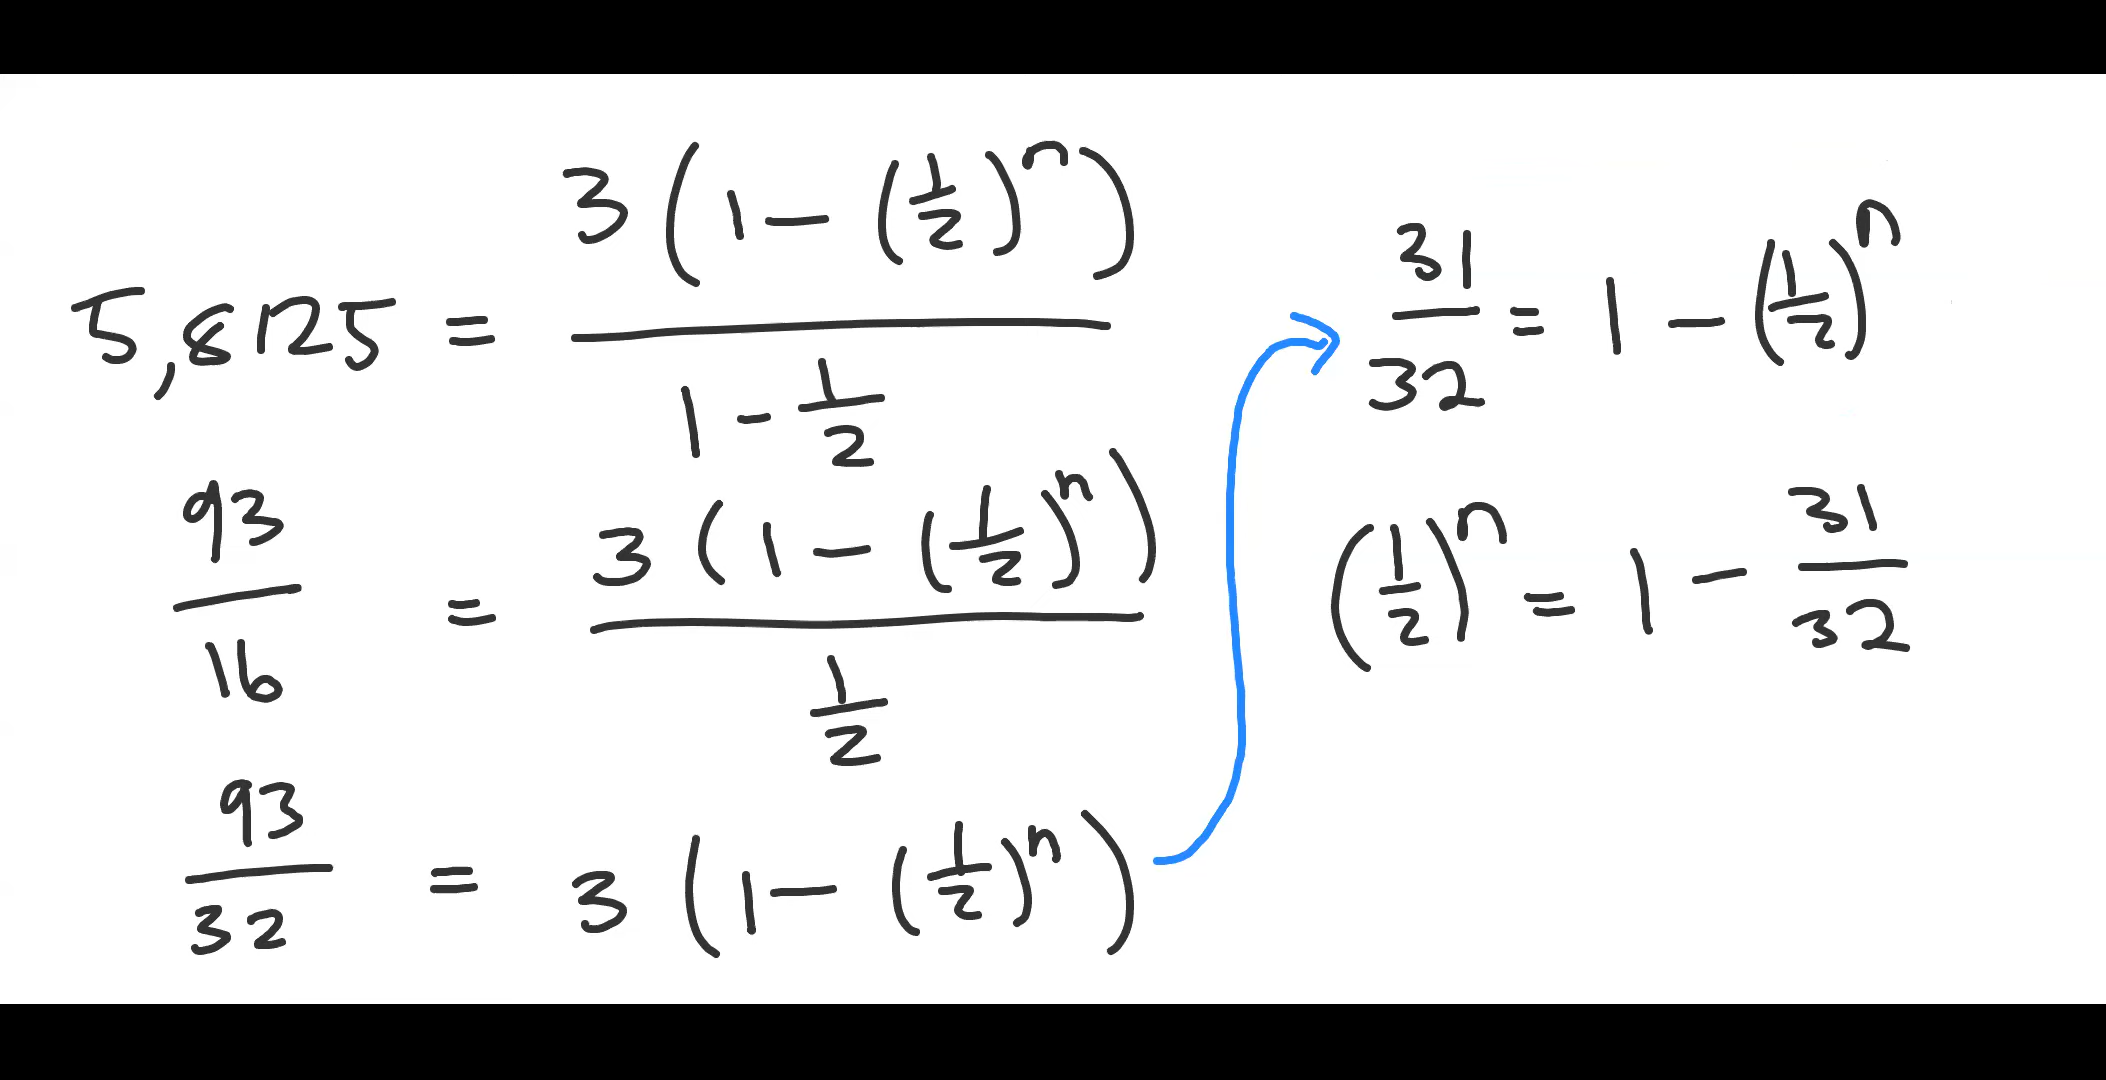 5,8125 = 3(1 - (1/2)^n) / (1 - 1/2)
93/16 = 3(1 - (1/2)^n) / (1/2)
93/32 = 3(1 - (1/2)^n)
31/32 = 1 - (1/2)^n
(1/2)^n = 1 - 31/32